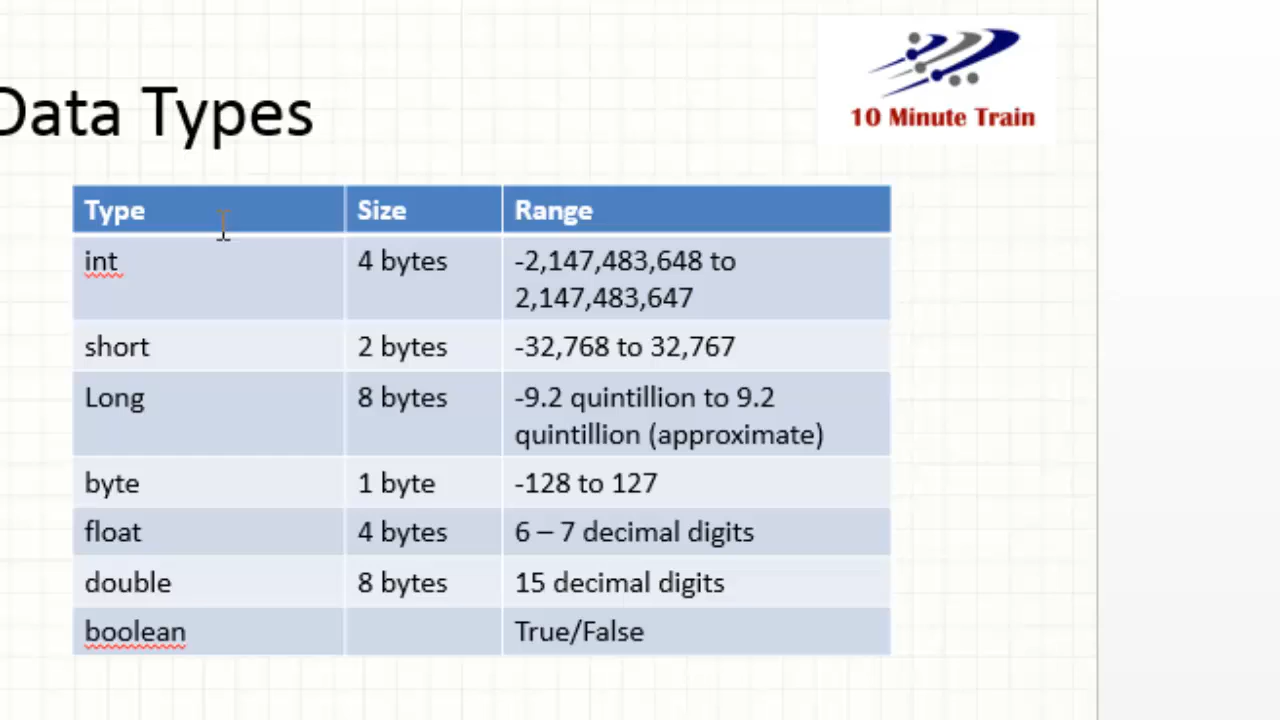 Data Types
10 Minute Train
Type Size Range
int 4 bytes -2,147,483,648 to
2,147,483,647
short 2 bytes -32,768 to 32,767
Long 8 bytes -9.2 quintillion to 9.2
quintillion (approximate)
byte 1 byte -128 to 127
float 4 bytes 6 – 7 decimal digits
double 8 bytes 15 decimal digits
boolean True/False